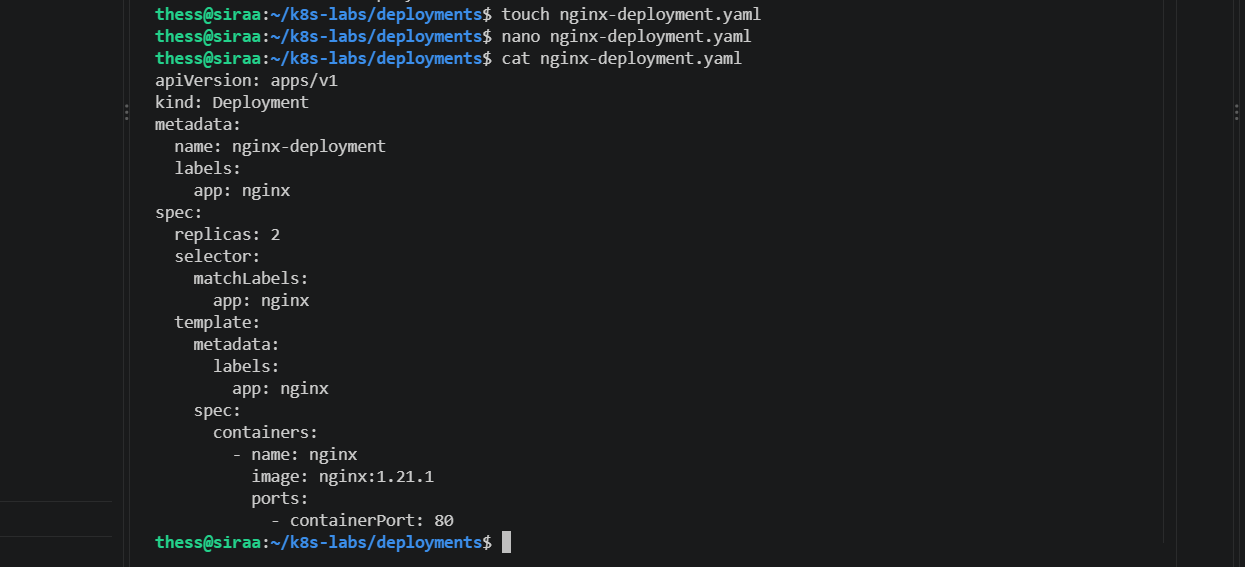 thess@siraa:~/k8s-labs/deployments$ touch nginx-deployment.yaml
thess@siraa:~/k8s-labs/deployments$ nano nginx-deployment.yaml
thess@siraa:~/k8s-labs/deployments$ cat nginx-deployment.yaml
apiVersion: apps/v1
kind: Deployment
metadata:
  name: nginx-deployment
  labels:
    app: nginx
spec:
  replicas: 2
  selector:
    matchLabels:
      app: nginx
  template:
    metadata:
      labels:
        app: nginx
    spec:
      containers:
        - name: nginx
          image: nginx:1.21.1
          ports:
            - containerPort: 80
thess@siraa:~/k8s-labs/deployments$